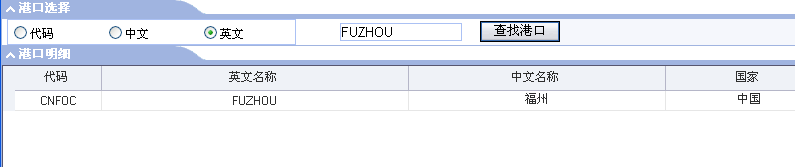 港口选择
代码 中文 英文 FUZHOU 查找港口
港口明细
代码 英文名称 中文名称 国家
CNFOC FUZHOU 福州 中国